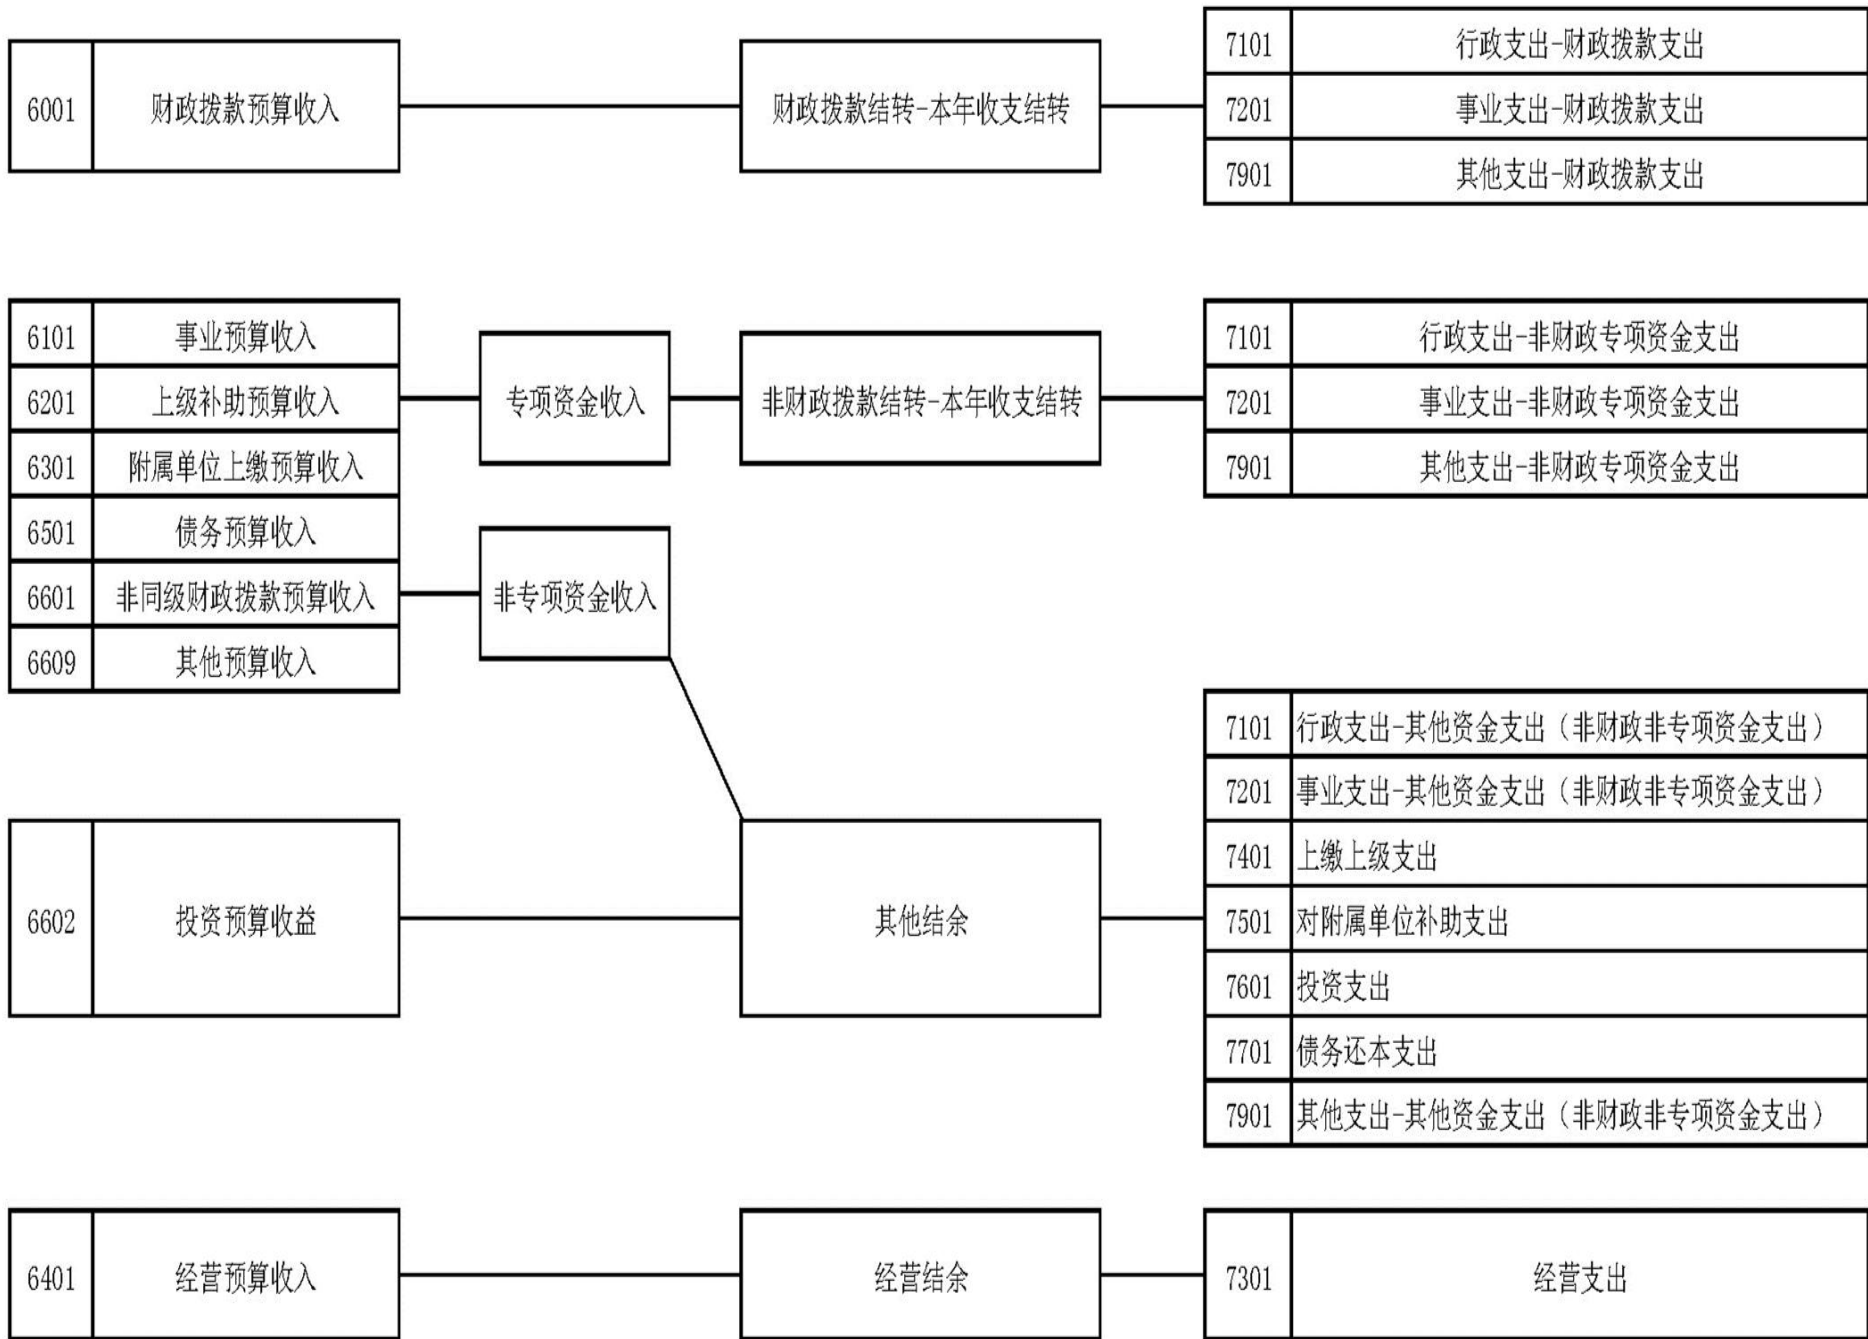 6001 财政拨款预算收入
财政拨款结转-本年收支结转
7101 行政支出-财政拨款支出
7201 事业支出-财政拨款支出
7901 其他支出-财政拨款支出
6101 事业预算收入
6201 上级补助预算收入
6301 附属单位上缴预算收入
6501 债务预算收入
6601 非同级财政拨款预算收入
6609 其他预算收入
专项资金收入
非专项资金收入
非财政拨款结转-本年收支结转
7101 行政支出-非财政专项资金支出
7201 事业支出-非财政专项资金支出
7901 其他支出-非财政专项资金支出
6602 投资预算收益
其他结余
7101 行政支出-其他资金支出（非财政非专项资金支出）
7201 事业支出-其他资金支出（非财政非专项资金支出）
7401 上缴上级支出
7501 对附属单位补助支出
7601 投资支出
7701 债务还本支出
7901 其他支出-其他资金支出（非财政非专项资金支出）
6401 经营预算收入
经营结余
7301 经营支出